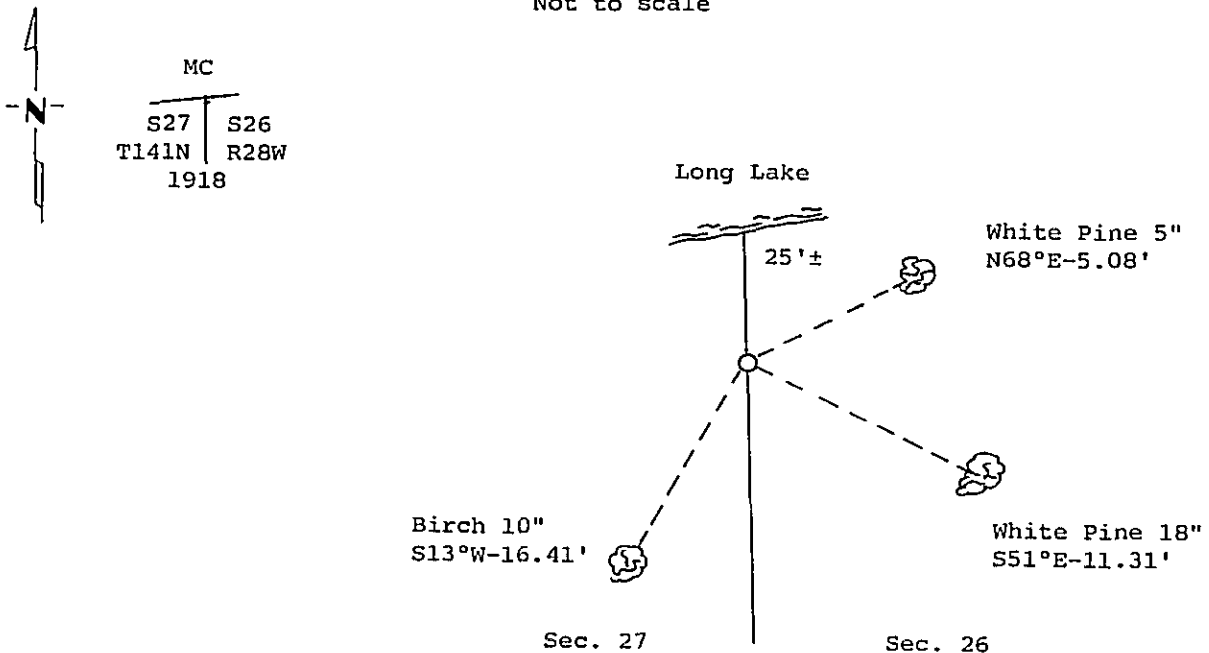 Not to scale
-N-
MC
S27 | S26
T141N | R28W
1918
Long Lake
25'±
White Pine 5"
N68°E-5.08'
Birch 10"
S13°W-16.41'
White Pine 18"
S51°E-11.31'
Sec. 27
Sec. 26